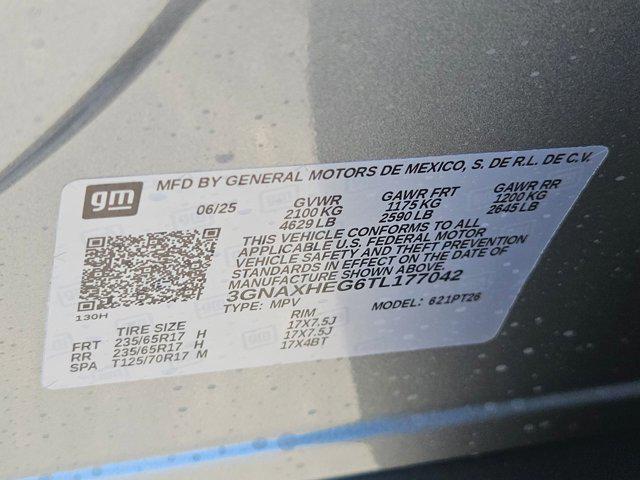 gm
MFD BY GENERAL MOTORS DE MEXICO, S. DE R.L. DE C.V.
06/25 GVWR GAWR FRT GAWR RR
2100 KG 1175 KG 1200 KG
4629 LB 2590 LB 2645 LB
THIS VEHICLE CONFORMS TO ALL
APPLICABLE U.S. FEDERAL MOTOR
VEHICLE SAFETY AND THEFT PREVENTION
STANDARDS IN EFFECT ON THE DATE OF
MANUFACTURE SHOWN ABOVE.
3GNAXHEG6TL177042
TYPE: MPV MODEL: 621PT26
130H
TIRE SIZE RIM
FRT 235/65R17 H 17X7.5J
RR 235/65R17 H 17X7.5J
SPA T125/70R17 M 17X4BT